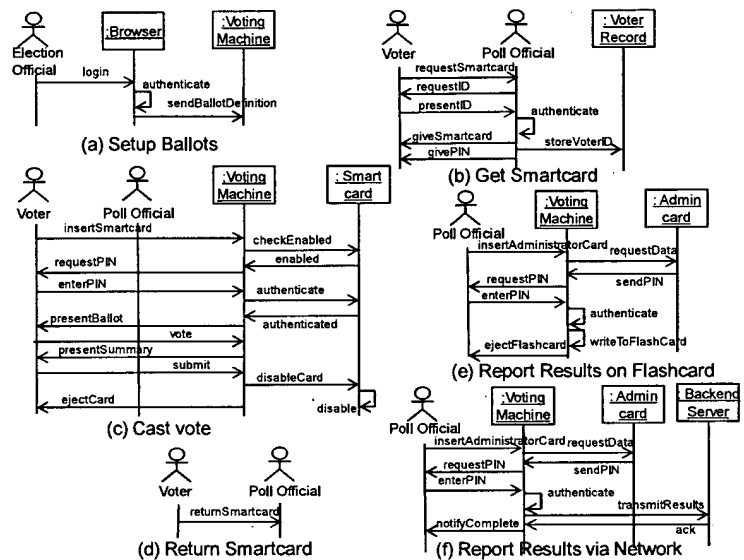 Election
Official
:Browser
:Voting
Machine
login
authenticate
sendBallotDefinition
(a) Setup Ballots
Voter
Poll Official
: Voter
Record
requestSmartcard
requestID
presentID
authenticate
giveSmartcard
storeVoterID
givePIN
(b) Get Smartcard
Voter
Poll Official
:Voting
Machine
: Smart
card
insertSmartcard
checkEnabled
enabled
requestPIN
enterPIN
authenticate
authenticated
presentBallot
vote
presentSummary
submit
disableCard
ejectCard
disable
(c) Cast vote
Voter
Poll Official
returnSmartcard
(d) Return Smartcard
Poll Official
:Voting
Machine
: Admin
card
insertAdministratorCard
requestData
sendPIN
requestPIN
enterPIN
authenticate
writeToFlashCard
ejectFlashcard
(e) Report Results on Flashcard
Poll Official
:Voting
Machine
: Admin
card
: Backend
Server
insertAdministratorCard
requestData
requestPIN
sendPIN
enterPIN
authenticate
transmitResults
notifyComplete
ack
(f) Report Results via Network